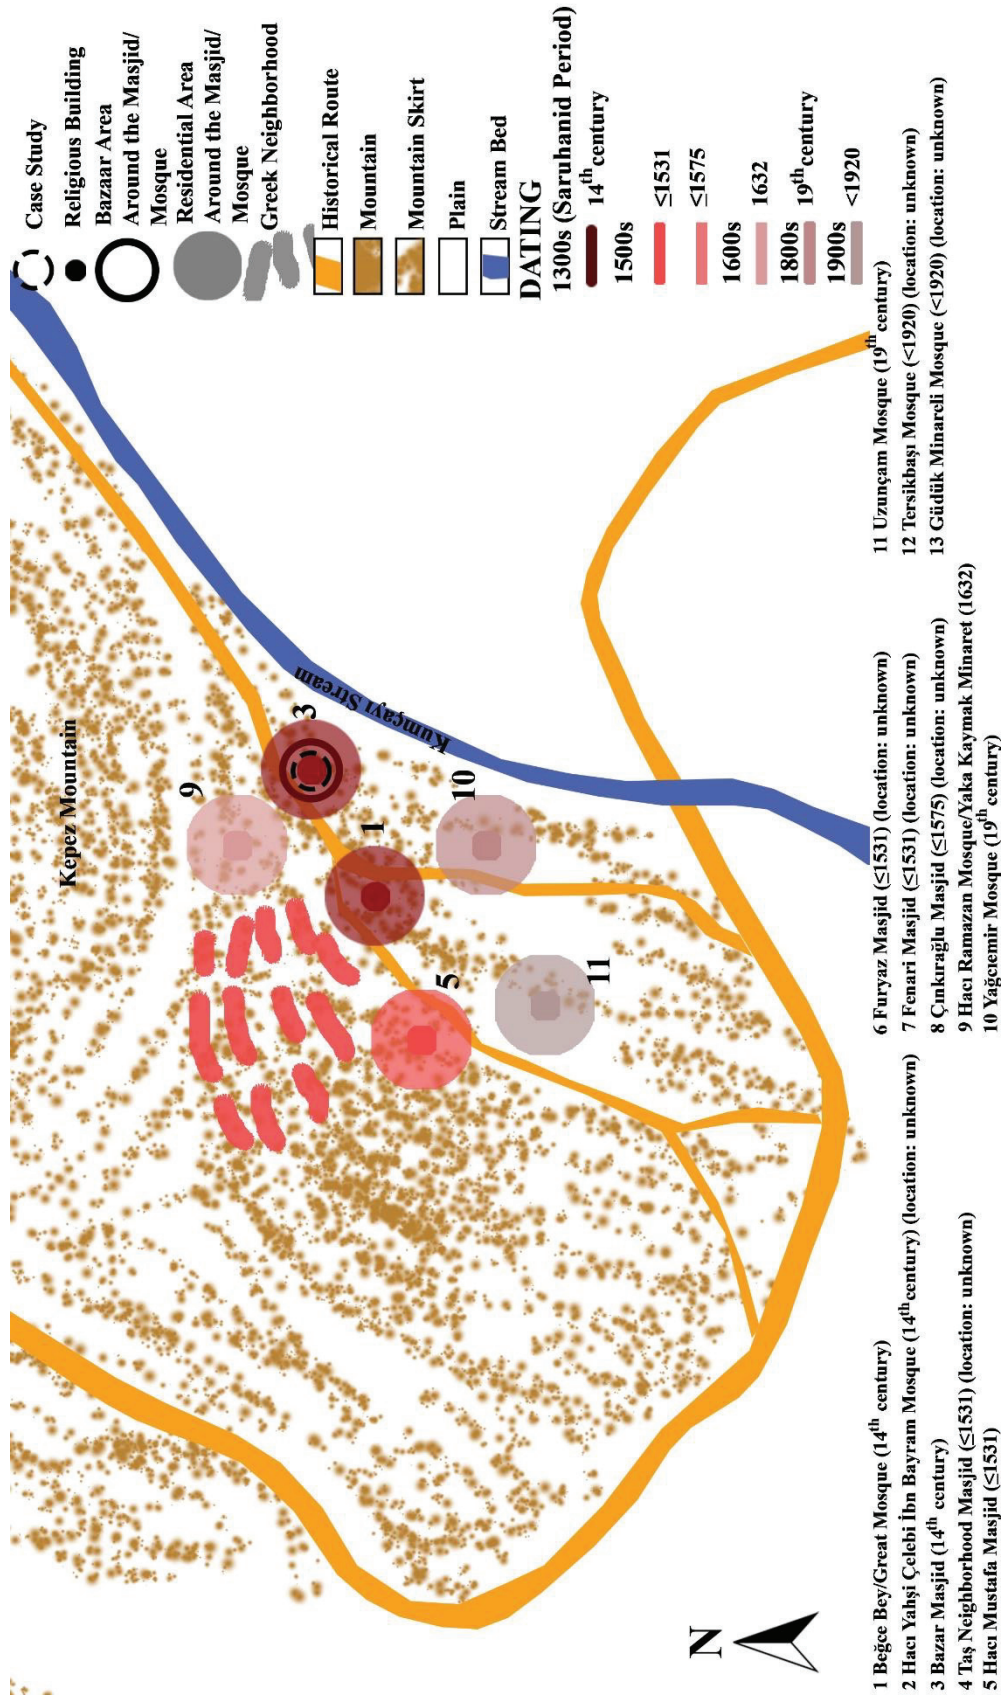 Case Study
Religious Building
Bazaar Area
Around the Masjid/
Mosque
Residential Area
Around the Masjid/
Mosque
Greek Neighborhood
Historical Route
Mountain
Mountain Skirt
Plain
Stream Bed
DATING
1300s (Saruhanid Period)
14th century
1500s
≤1531
≤1575
1600s
1632
1800s
19th century
1900s
<1920
Kepez Mountain
Kumçayı Stream
9
3
1
10
5
11
N
1 Beğce Bey/Great Mosque (14th century)
2 Hacı Yahşi Çelebi İbn Bayram Mosque (14th century) (location: unknown)
3 Bazar Masjid (14th century)
4 Taş Neighborhood Masjid (≤1531) (location: unknown)
5 Hacı Mustafa Masjid (≤1531)
6 Furyaz Masjid (≤1531) (location: unknown)
7 Fenari Masjid (≤1531) (location: unknown)
8 Çınkırağlu Masjid (≤1575) (location: unknown)
9 Hacı Ramazan Mosque/Yaka Kaymak Minaret (1632)
10 Yağcıemir Mosque (19th century)
11 Uzunçam Mosque (19th century)
12 Tersikbaşı Mosque (<1920) (location: unknown)
13 Güdük Minareli Mosque (<1920) (location: unknown)